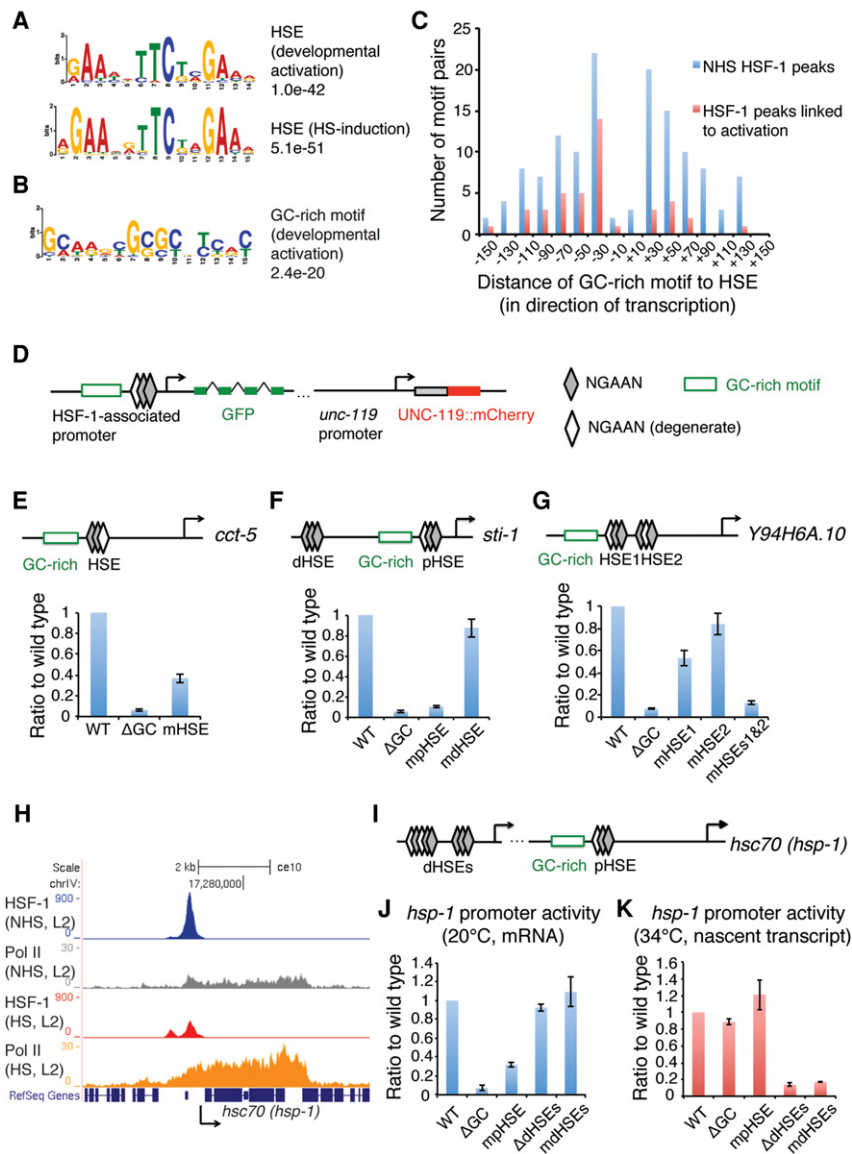 A
HSE
(developmental
activation)
1.0e-42
HSE (HS-induction)
5.1e-51
B
GC-rich motif
(developmental
activation)
2.4e-20
C
Number of motif pairs
25
20
15
10
5
0
NHS HSF-1 peaks
HSF-1 peaks linked
to activation
-150
-130
-110
-90
-70
-50
-30
-10
+10
+30
+50
+70
+90
+110
+130
+150
Distance of GC-rich motif to HSE
(in direction of transcription)
D
HSF-1-associated
promoter
GFP
...
unc-119
promoter
UNC-119::mCherry
NGAAN
GC-rich motif
NGAAN (degenerate)
E
cct-5
GC-rich
HSE
Ratio to wild type
1
0.8
0.6
0.4
0.2
0
WT
ΔGC
mHSE
F
sti-1
dHSE
GC-rich
pHSE
Ratio to wild type
1
0.8
0.6
0.4
0.2
0
WT
ΔGC
mpHSE
mdHSE
G
Y94H6A.10
GC-rich
HSE1HSE2
Ratio to wild type
1
0.8
0.6
0.4
0.2
0
WT
ΔGC
mHSE1
mHSE2
mHSEs1&2
H
Scale
2 kb
ce10
chrIV:
17,280,000
HSF-1
(NHS, L2)
900
0
Pol II
(NHS, L2)
30
0
HSF-1
(HS, L2)
900
0
Pol II
(HS, L2)
30
0
RefSeq Genes
hsc70 (hsp-1)
I
dHSEs
...
GC-rich
pHSE
hsc70 (hsp-1)
J
hsp-1 promoter activity
(20°C, mRNA)
Ratio to wild type
1.4
1.2
1
0.8
0.6
0.4
0.2
0
WT
ΔGC
mpHSE
ΔdHSEs
mdHSEs
K
hsp-1 promoter activity
(34°C, nascent transcript)
Ratio to wild type
1.4
1.2
1
0.8
0.6
0.4
0.2
0
WT
ΔGC
mpHSE
ΔdHSEs
mdHSEs